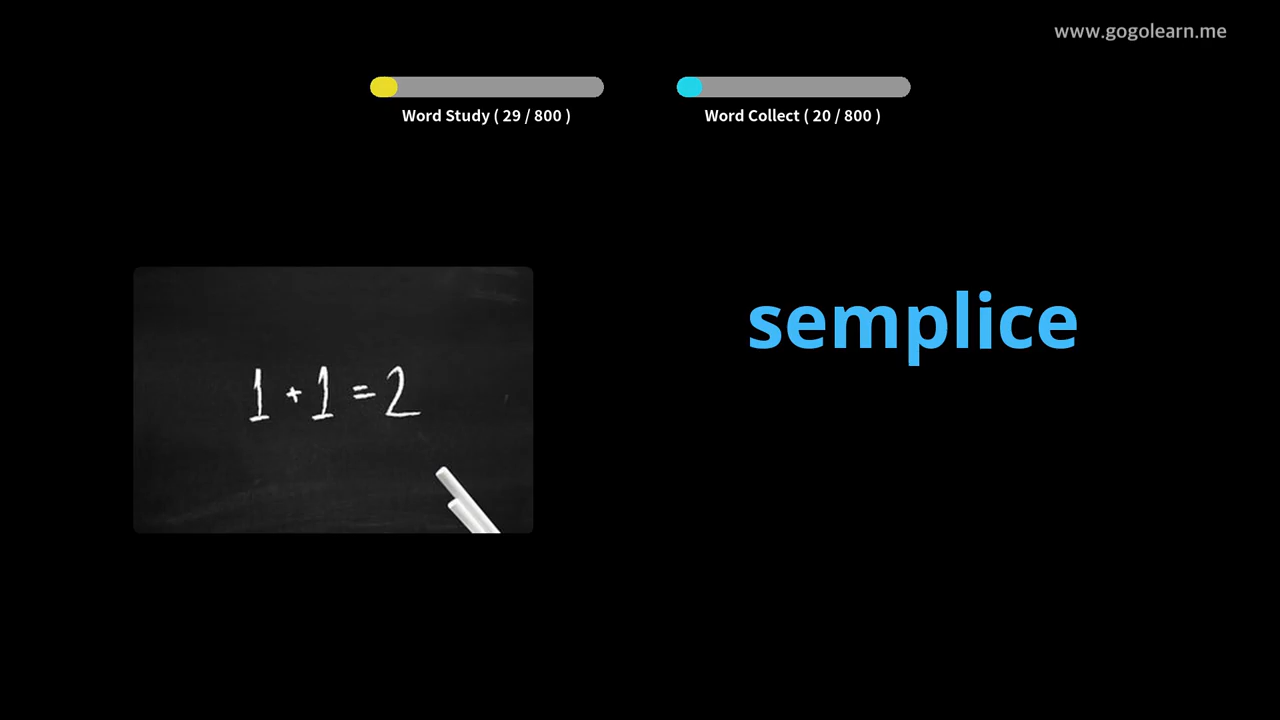 www.gogolearn.me
Word Study ( 29 / 800 )
Word Collect ( 20 / 800 )
semplice
1 + 1 = 2